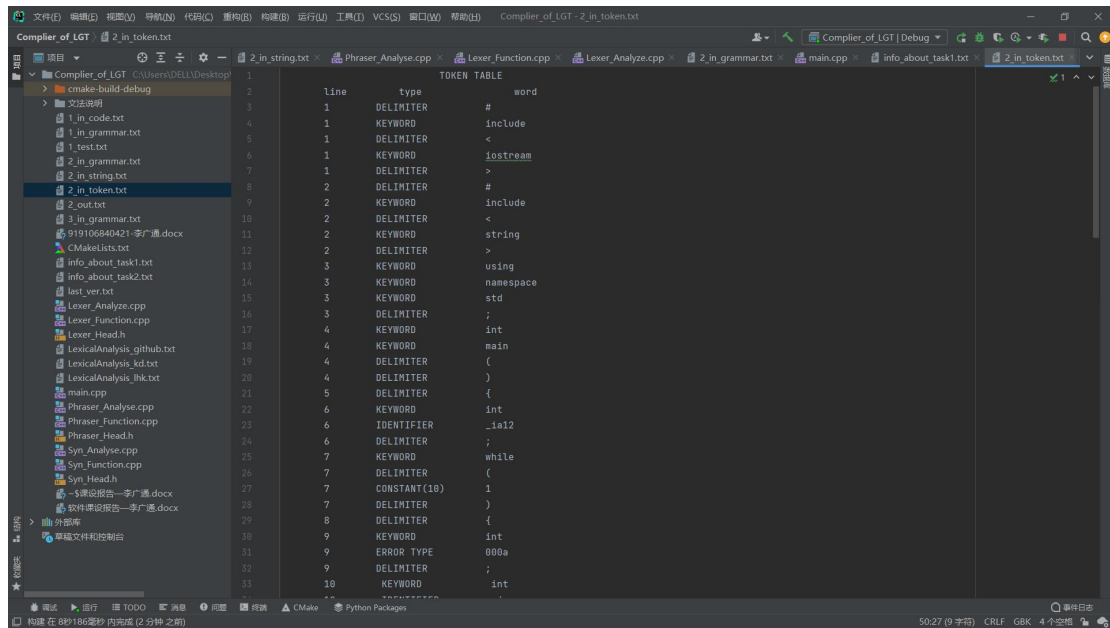 文件(F) 编辑(E) 视图(V) 导航(N) 代码(C) 重构(R) 构建(B) 运行(U) 工具(T) VCS(S) 窗口(W) 帮助(H) Complier_of_LGT - 2_in_token.txt
Complier_of_LGT 2_in_token.txt Complier_of_LGT | Debug
项目 2_in_string.txt Phraser_Analyse.cpp Lexer_Function.cpp Lexer_Analyze.cpp 2_in_grammar.txt main.cpp info_about_task1.txt 2_in_token.txt
Complier_of_LGT C:\Users\DELL\Desktop
cmake-build-debug
文法说明
1_in_code.txt
1_in_grammar.txt
1_test.txt
2_in_grammar.txt
2_in_string.txt
2_in_token.txt
2_out.txt
3_in_grammar.txt
919106840421-李广通.docx
CMakeLists.txt
info_about_task1.txt
info_about_task2.txt
last_ver.txt
Lexer_Analyze.cpp
Lexer_Function.cpp
Lexer_Head.h
LexicalAnalysis_github.txt
LexicalAnalysis_kd.txt
LexicalAnalysis_lhk.txt
main.cpp
Phraser_Analyse.cpp
Phraser_Function.cpp
Phraser_Head.h
Syn_Analyse.cpp
Syn_Function.cpp
Syn_Head.h
~$课设报告—李广通.docx
软件课设报告—李广通.docx
外部库
草稿文件和控制台
1 TOKEN TABLE 1
2 line type word
3 1 DELIMITER #
4 1 KEYWORD include
5 1 DELIMITER <
6 1 KEYWORD iostream
7 1 DELIMITER >
8 2 DELIMITER #
9 2 KEYWORD include
10 2 DELIMITER <
11 2 KEYWORD string
12 2 DELIMITER >
13 3 KEYWORD using
14 3 KEYWORD namespace
15 3 KEYWORD std
16 3 DELIMITER ;
17 4 KEYWORD int
18 4 KEYWORD main
19 4 DELIMITER (
20 4 DELIMITER )
21 5 DELIMITER {
22 6 KEYWORD int
23 6 IDENTIFIER _ia12
24 6 DELIMITER ;
25 7 KEYWORD while
26 7 DELIMITER (
27 7 CONSTANT(10) 1
28 7 DELIMITER )
29 8 DELIMITER {
30 9 KEYWORD int
31 9 ERROR TYPE 000a
32 9 DELIMITER ;
33 10 KEYWORD int
结构
收藏夹
调试 运行 TODO 消息 问题 终端 CMake Python Packages 事件日志
构建 在 8秒186毫秒 内完成 (2 分钟 之前) 50:27 (9 字符) CRLF GBK 4 个空格